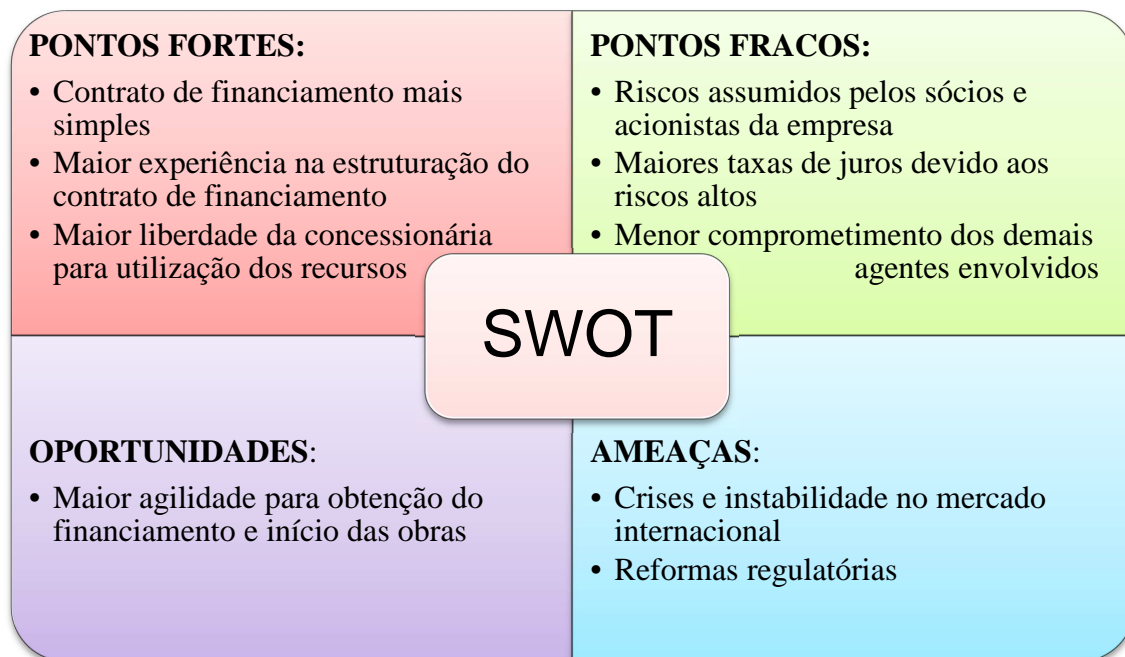 PONTOS FORTES:
• Contrato de financiamento mais
simples
• Maior experiência na estruturação do
contrato de financiamento
• Maior liberdade da concessionária
para utilização dos recursos
PONTOS FRACOS:
• Riscos assumidos pelos sócios e
acionistas da empresa
• Maiores taxas de juros devido aos
riscos altos
• Menor comprometimento dos demais
agentes envolvidos
SWOT
OPORTUNIDADES:
• Maior agilidade para obtenção do
financiamento e início das obras
AMEAÇAS:
• Crises e instabilidade no mercado
internacional
• Reformas regulatórias